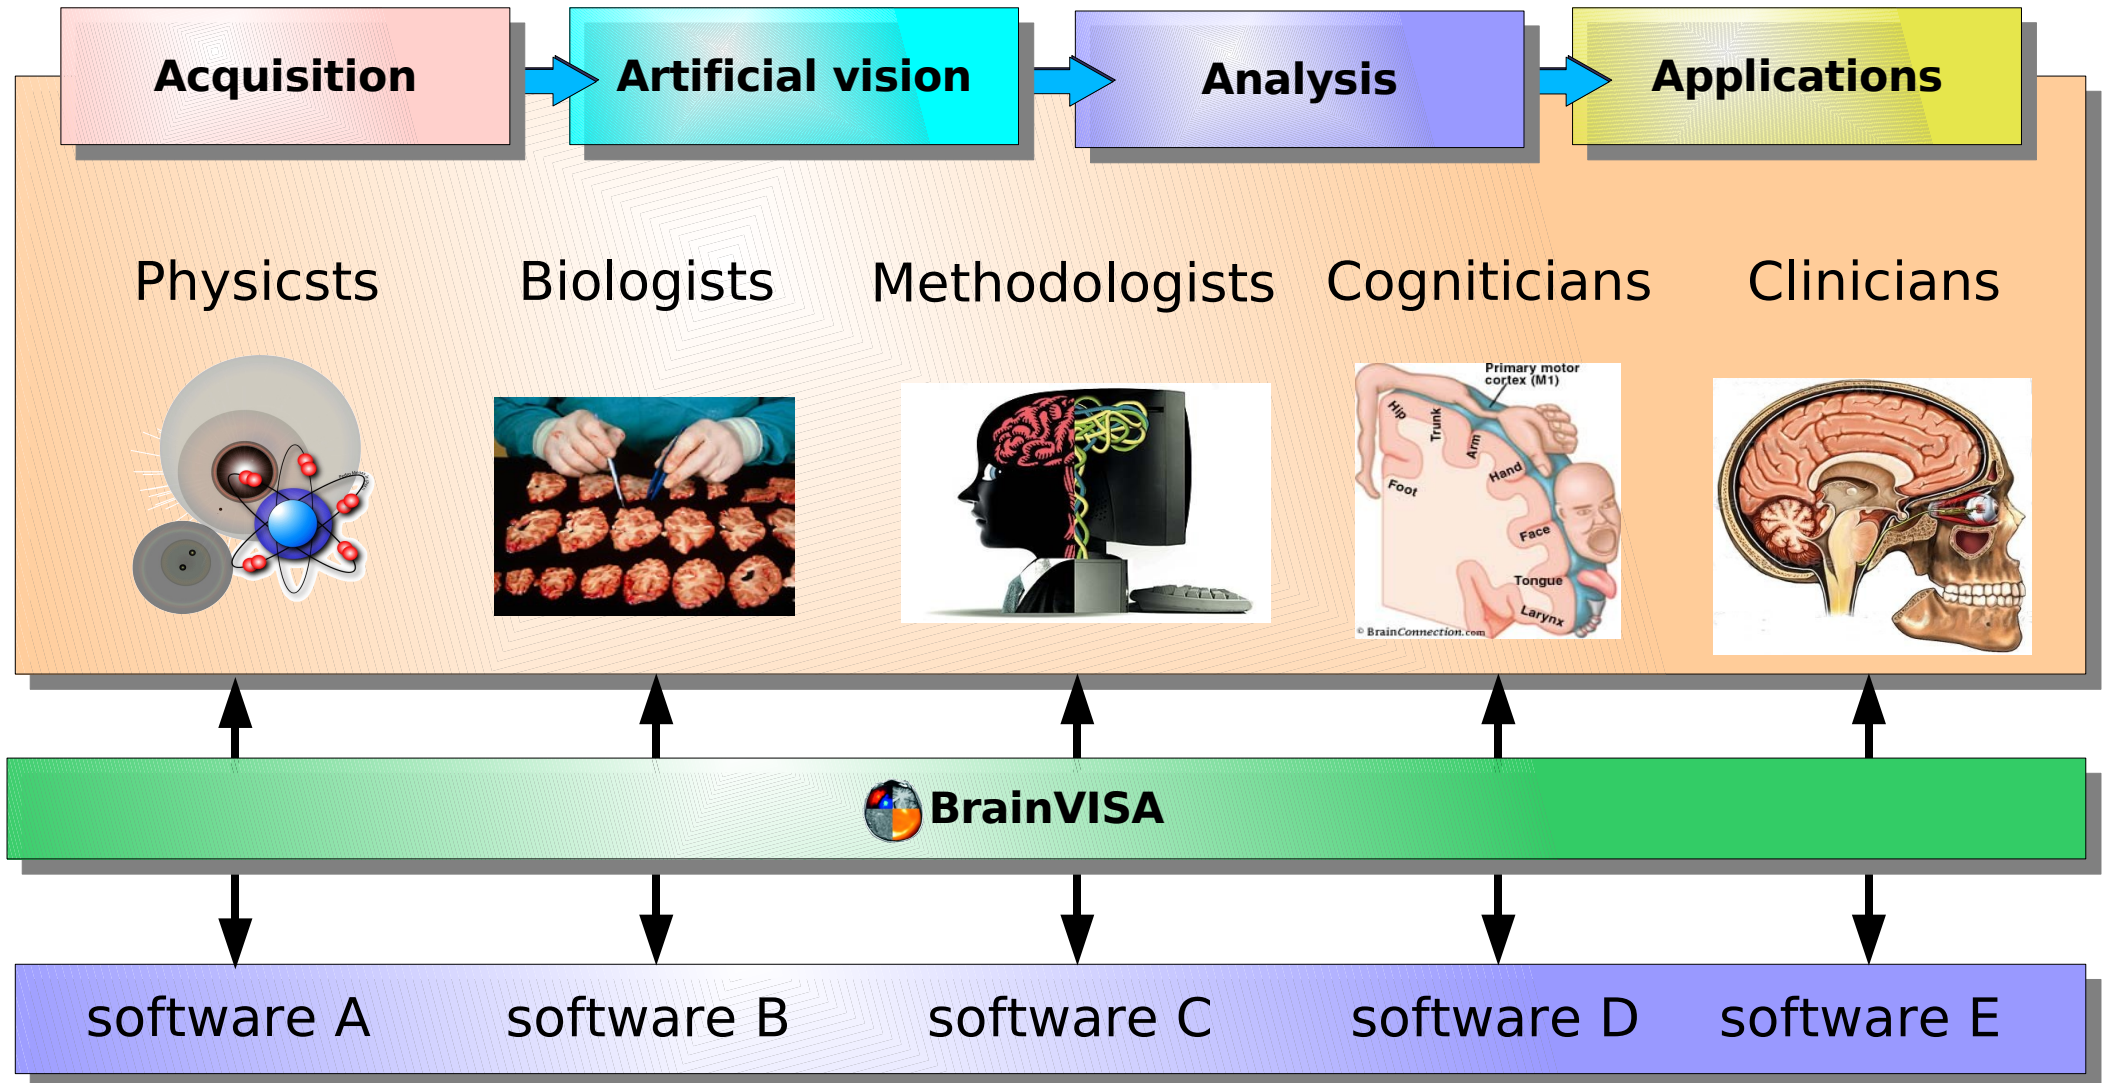 Acquisition
Artificial vision
Analysis
Applications
Physicsts
Biologists
Methodologists
Cogniticians
Clinicians
Primary motor
cortex (M1)
Hip
Trunk
Arm
Hand
Foot
Face
Tongue
Larynx
© BrainConnection.com
BrainVISA
software A
software B
software C
software D
software E